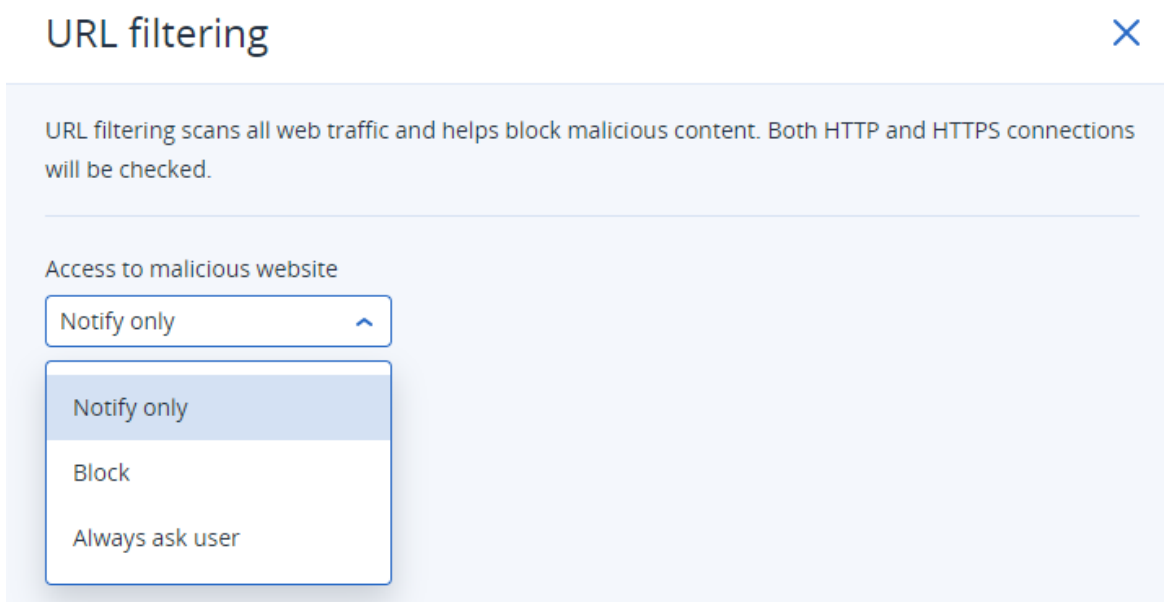 URL filtering
URL filtering scans all web traffic and helps block malicious content. Both HTTP and HTTPS connections
will be checked.
Access to malicious website
Notify only
Notify only
Block
Always ask user